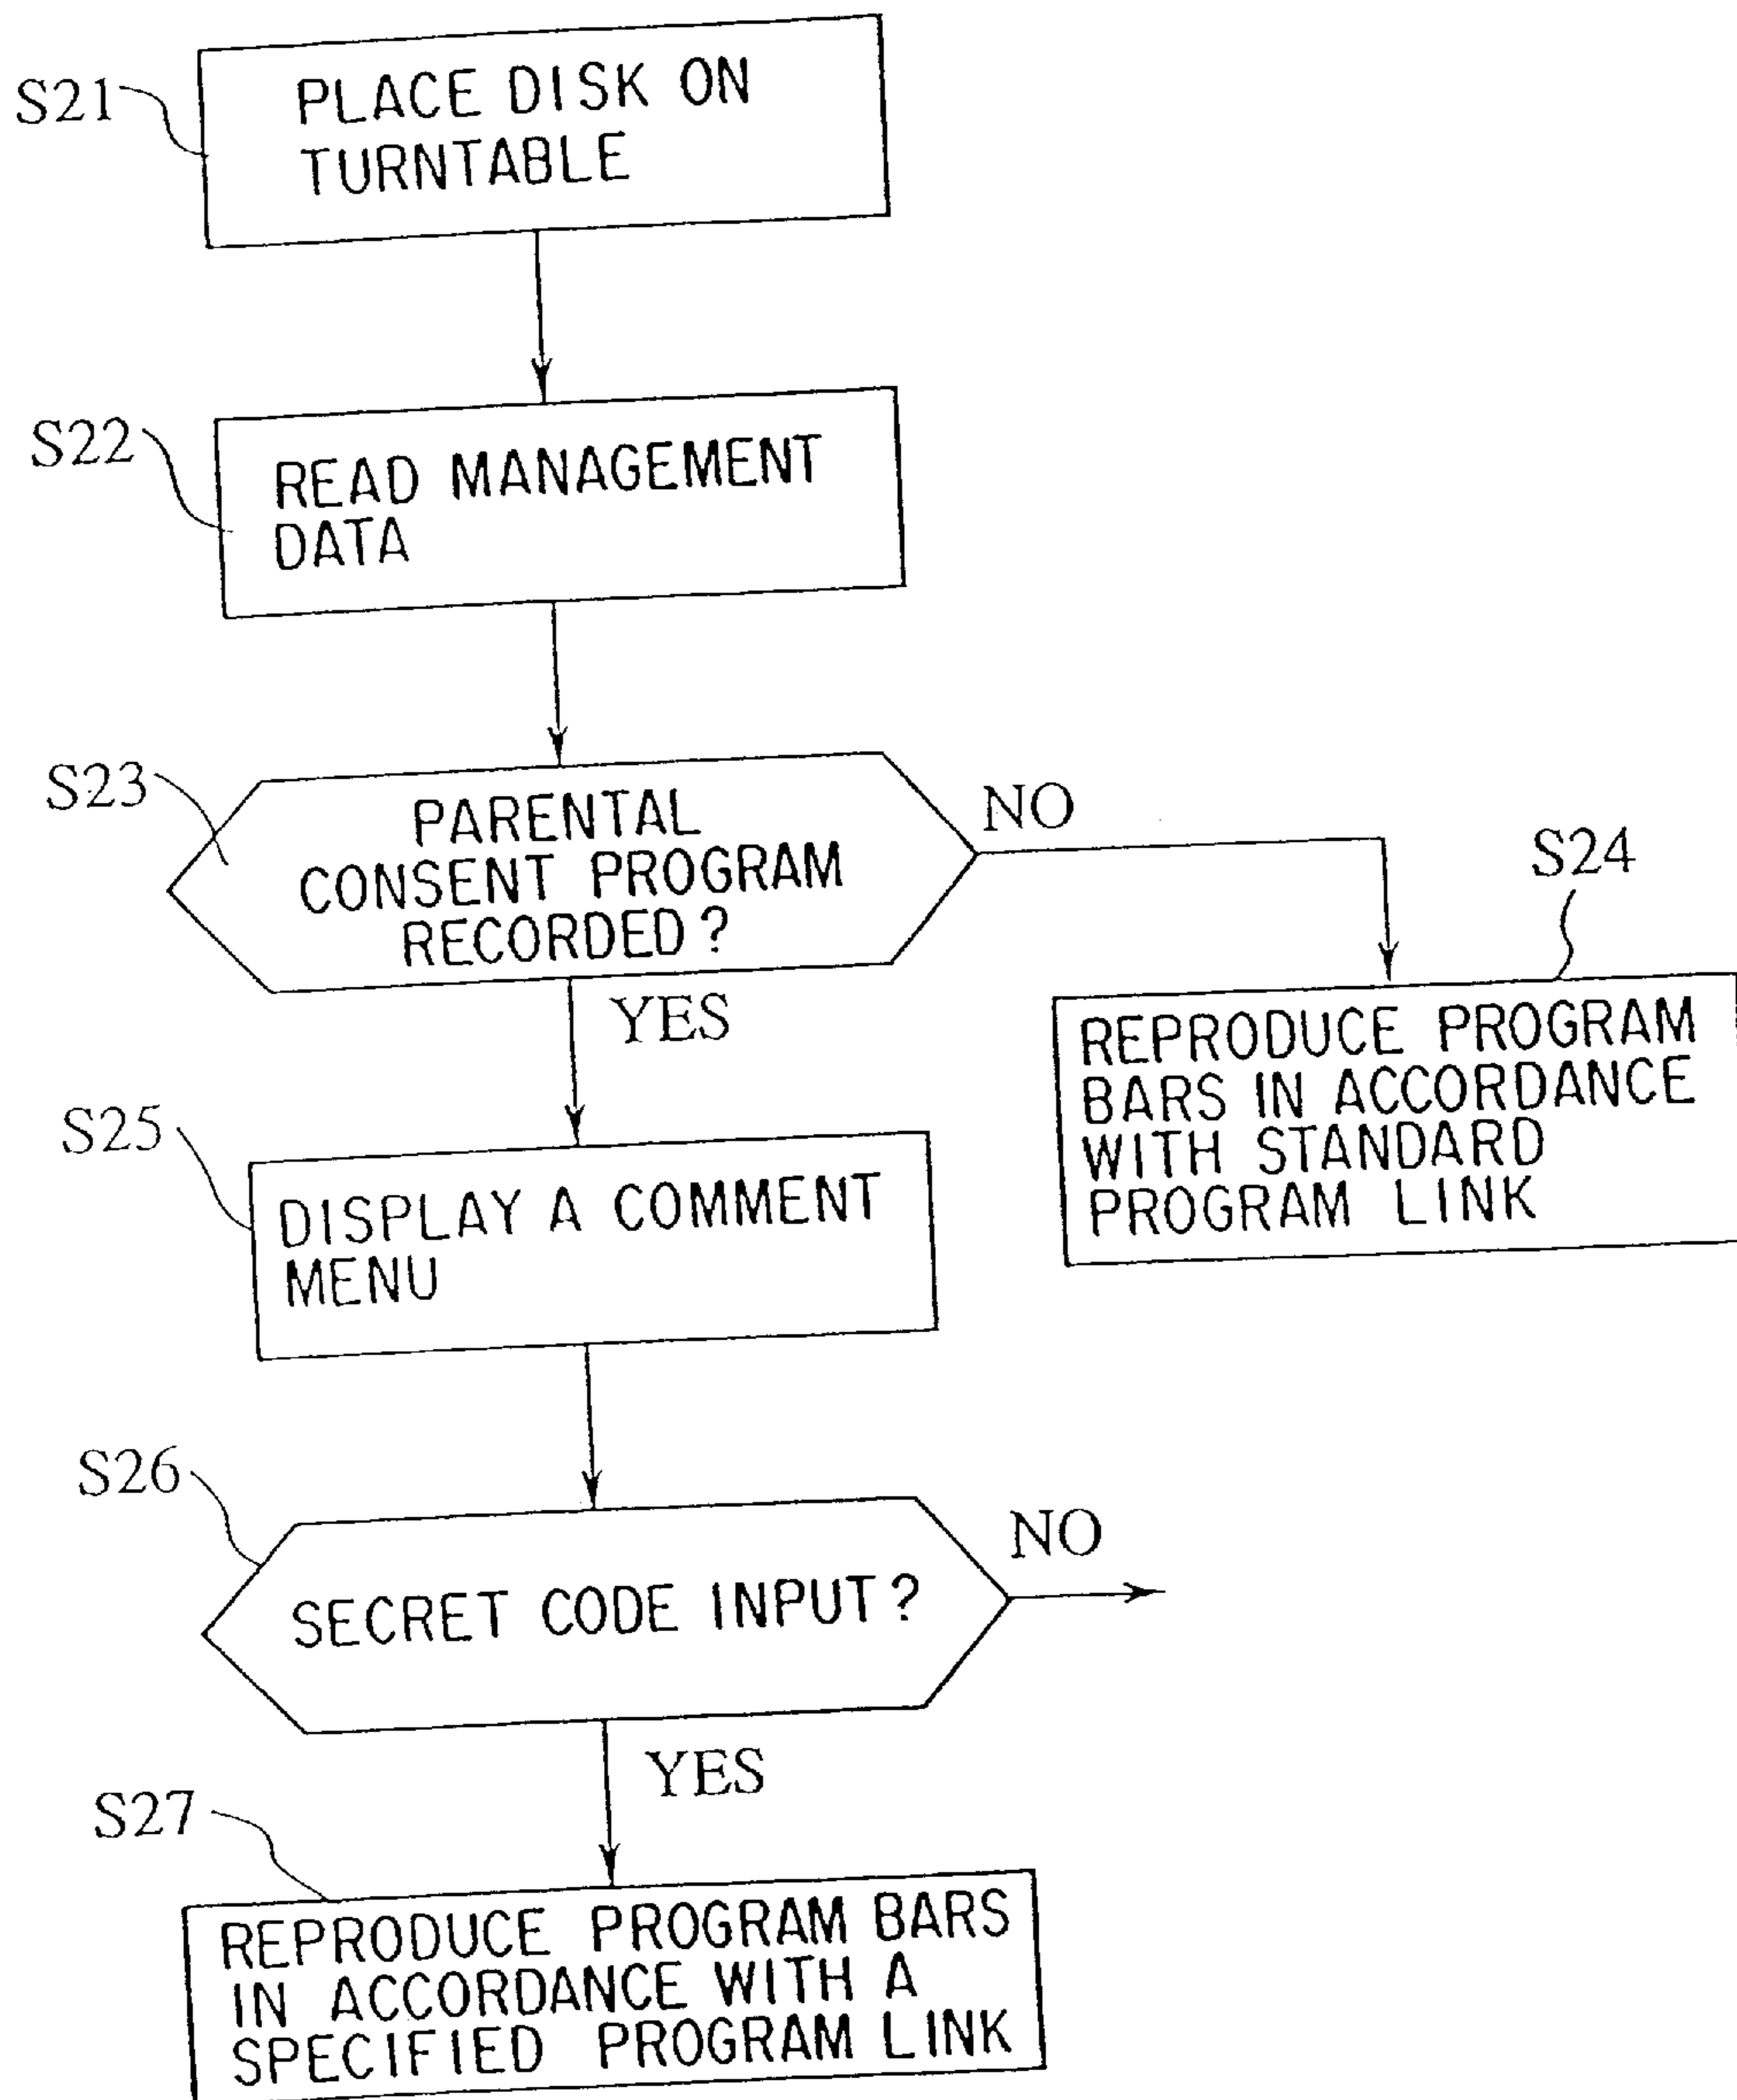 S21
PLACE DISK ON
TURNTABLE
S22
READ MANAGEMENT
DATA
S23
PARENTAL
CONSENT PROGRAM
RECORDED?
NO
YES
S24
REPRODUCE PROGRAM
BARS IN ACCORDANCE
WITH STANDARD
PROGRAM LINK
S25
DISPLAY A COMMENT
MENU
S26
SECRET CODE INPUT?
NO
YES
S27
REPRODUCE PROGRAM BARS
IN ACCORDANCE WITH A
SPECIFIED PROGRAM LINK